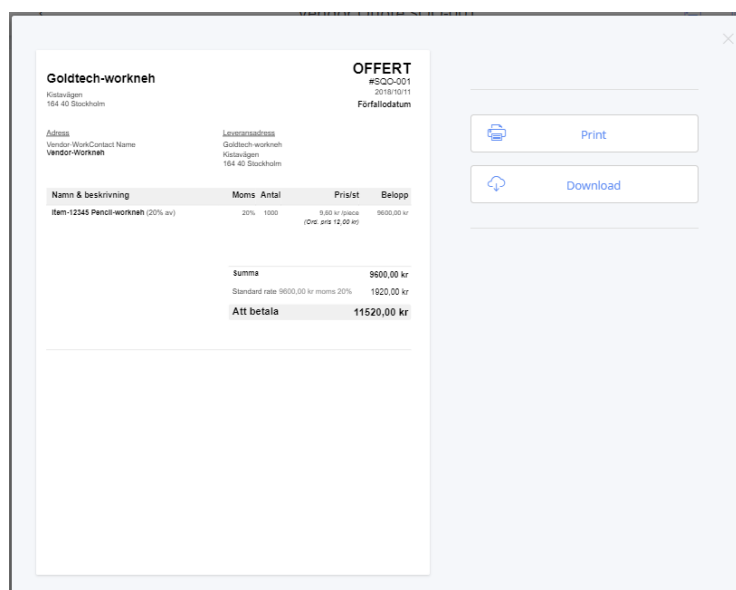 Goldtech-workneh
OFFERT
#SQO-001
2018/10/11
Förfallodatum
Kistavägen
164 40 Stockholm
Adress
Vendor-WorkContact Name
Vendor-Workneh
Leveransadress
Goldtech-workneh
Kistavägen
164 40 Stockholm
Namn & beskrivning Moms Antal Pris/st Belopp
Item-12345 Pencil-workneh (20% av) 20% 1000 9,60 kr /piece 9600,00 kr
(Ord. pris 12,00 kr)
Summa 9600,00 kr
Standard rate 9600,00 kr moms 20% 1920,00 kr
Att betala 11520,00 kr
Print
Download